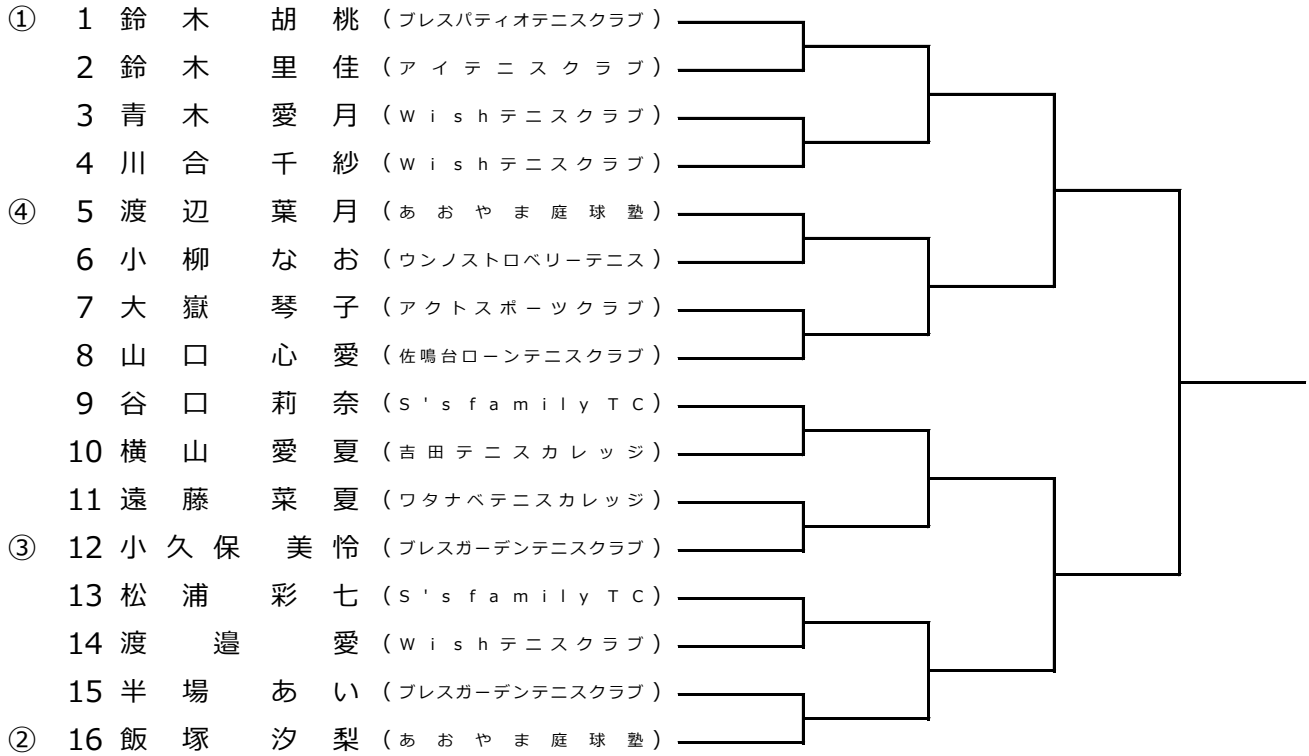 ① 1 鈴木 胡桃 (ブレスパティオテニスクラブ)
2 鈴木 里佳 (アイテニスクラブ)
3 青木 愛月 (Wishテニスクラブ)
4 川合 千紗 (Wishテニスクラブ)
④ 5 渡辺 葉月 (あおやま庭球塾)
6 小柳 なお (ウンノストロベリーテニス)
7 大嶽 琴子 (アクトスポーツクラブ)
8 山口 心愛 (佐鳴台ローンテニスクラブ)
9 谷口 莉奈 (S's family TC)
10 横山 愛夏 (吉田テニスカレッジ)
11 遠藤 菜夏 (ワタナベテニスカレッジ)
③ 12 小久保 美怜 (ブレスガーデンテニスクラブ)
13 松浦 彩七 (S's family TC)
14 渡邉 愛 (Wishテニスクラブ)
15 半場 あい (ブレスガーデンテニスクラブ)
② 16 飯塚 汐梨 (あおやま庭球塾)